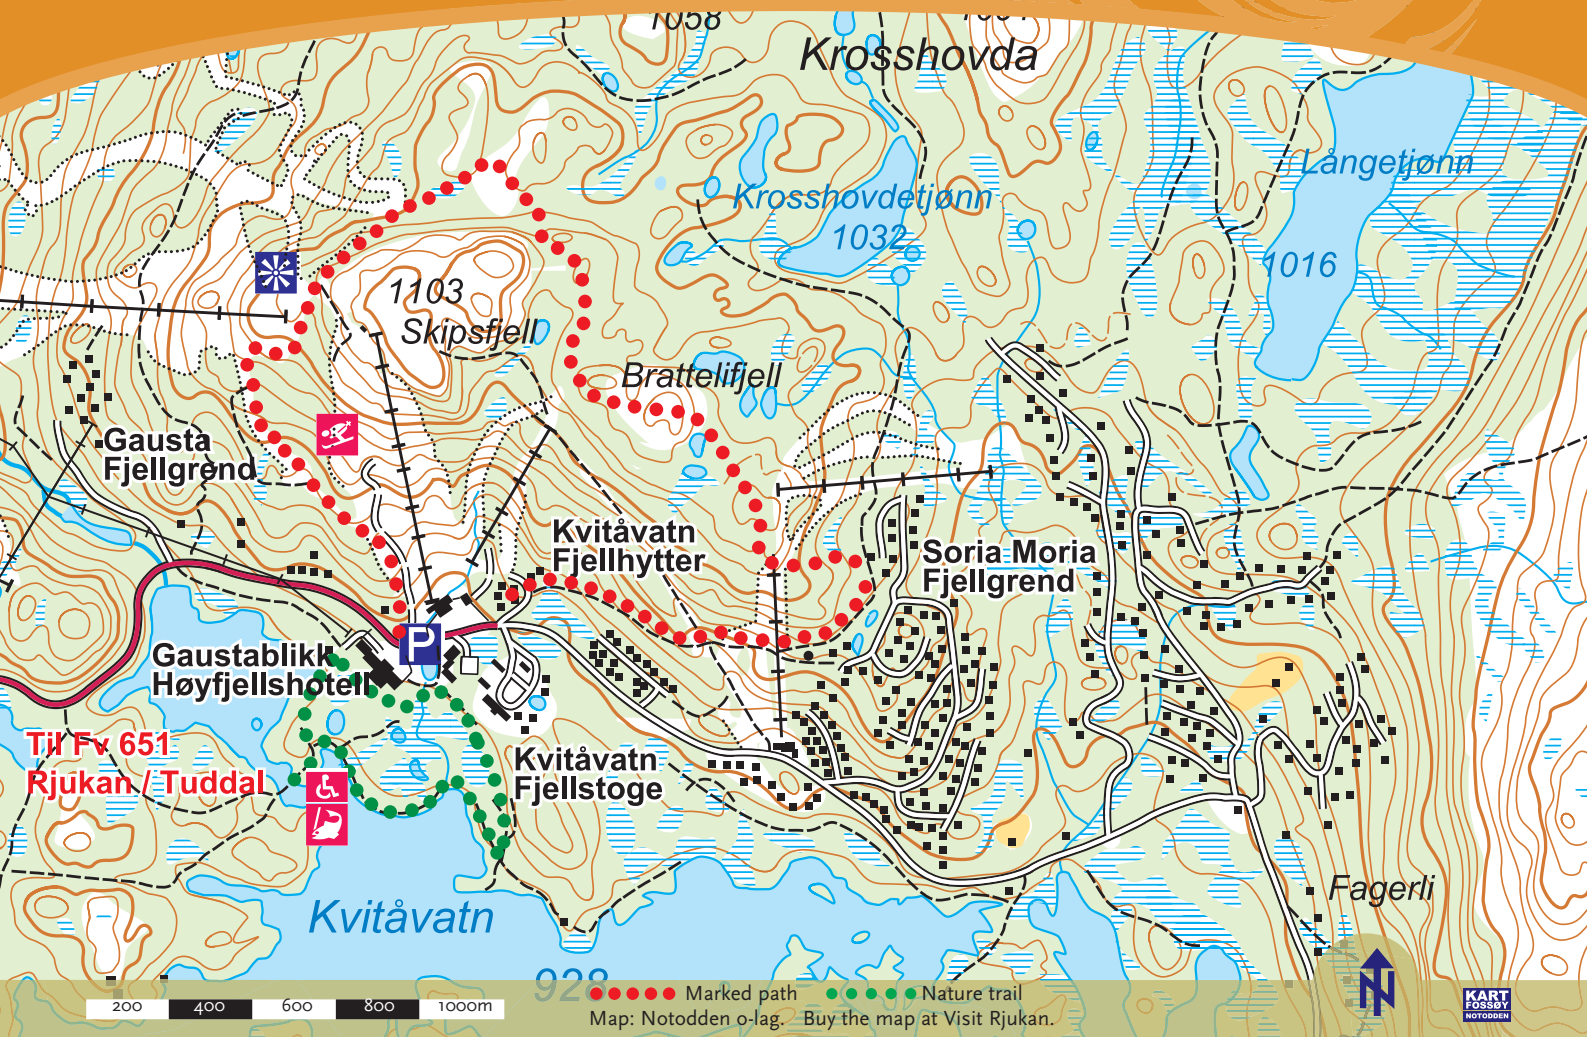 1058
Krosshovda
Långetjønn
Krosshovdetjønn
1032
1016
1103
Skipsfjell
Brattelifjell
Gausta
Fjellgrend
Kvitåvatn
Fjellhytter
Soria Moria
Fjellgrend
P
Gaustablikk
Høyfjellshotell
Til Fv 651
Rjukan / Tuddal
Kvitåvatn
Fjellstoge
Fagerli
Kvitåvatn
928
200 400 600 800 1000m
Marked path Nature trail
Map: Notodden o-lag. Buy the map at Visit Rjukan.
N
KART
FOSSØY
NOTODDEN